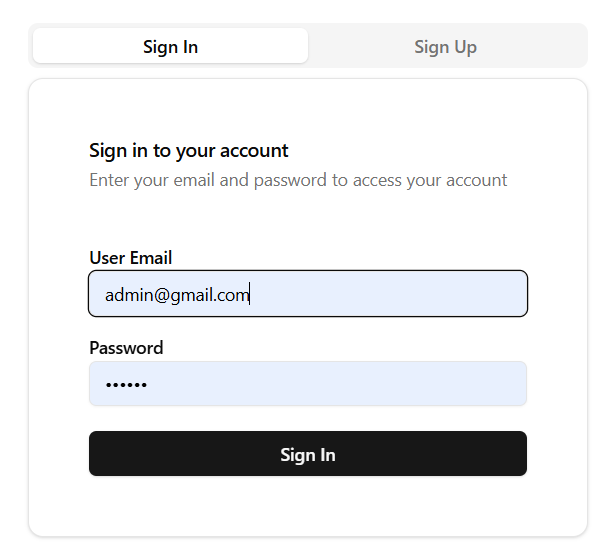 Sign In
Sign Up
Sign in to your account
Enter your email and password to access your account
User Email
admin@gmail.com
Password
••••••
Sign In